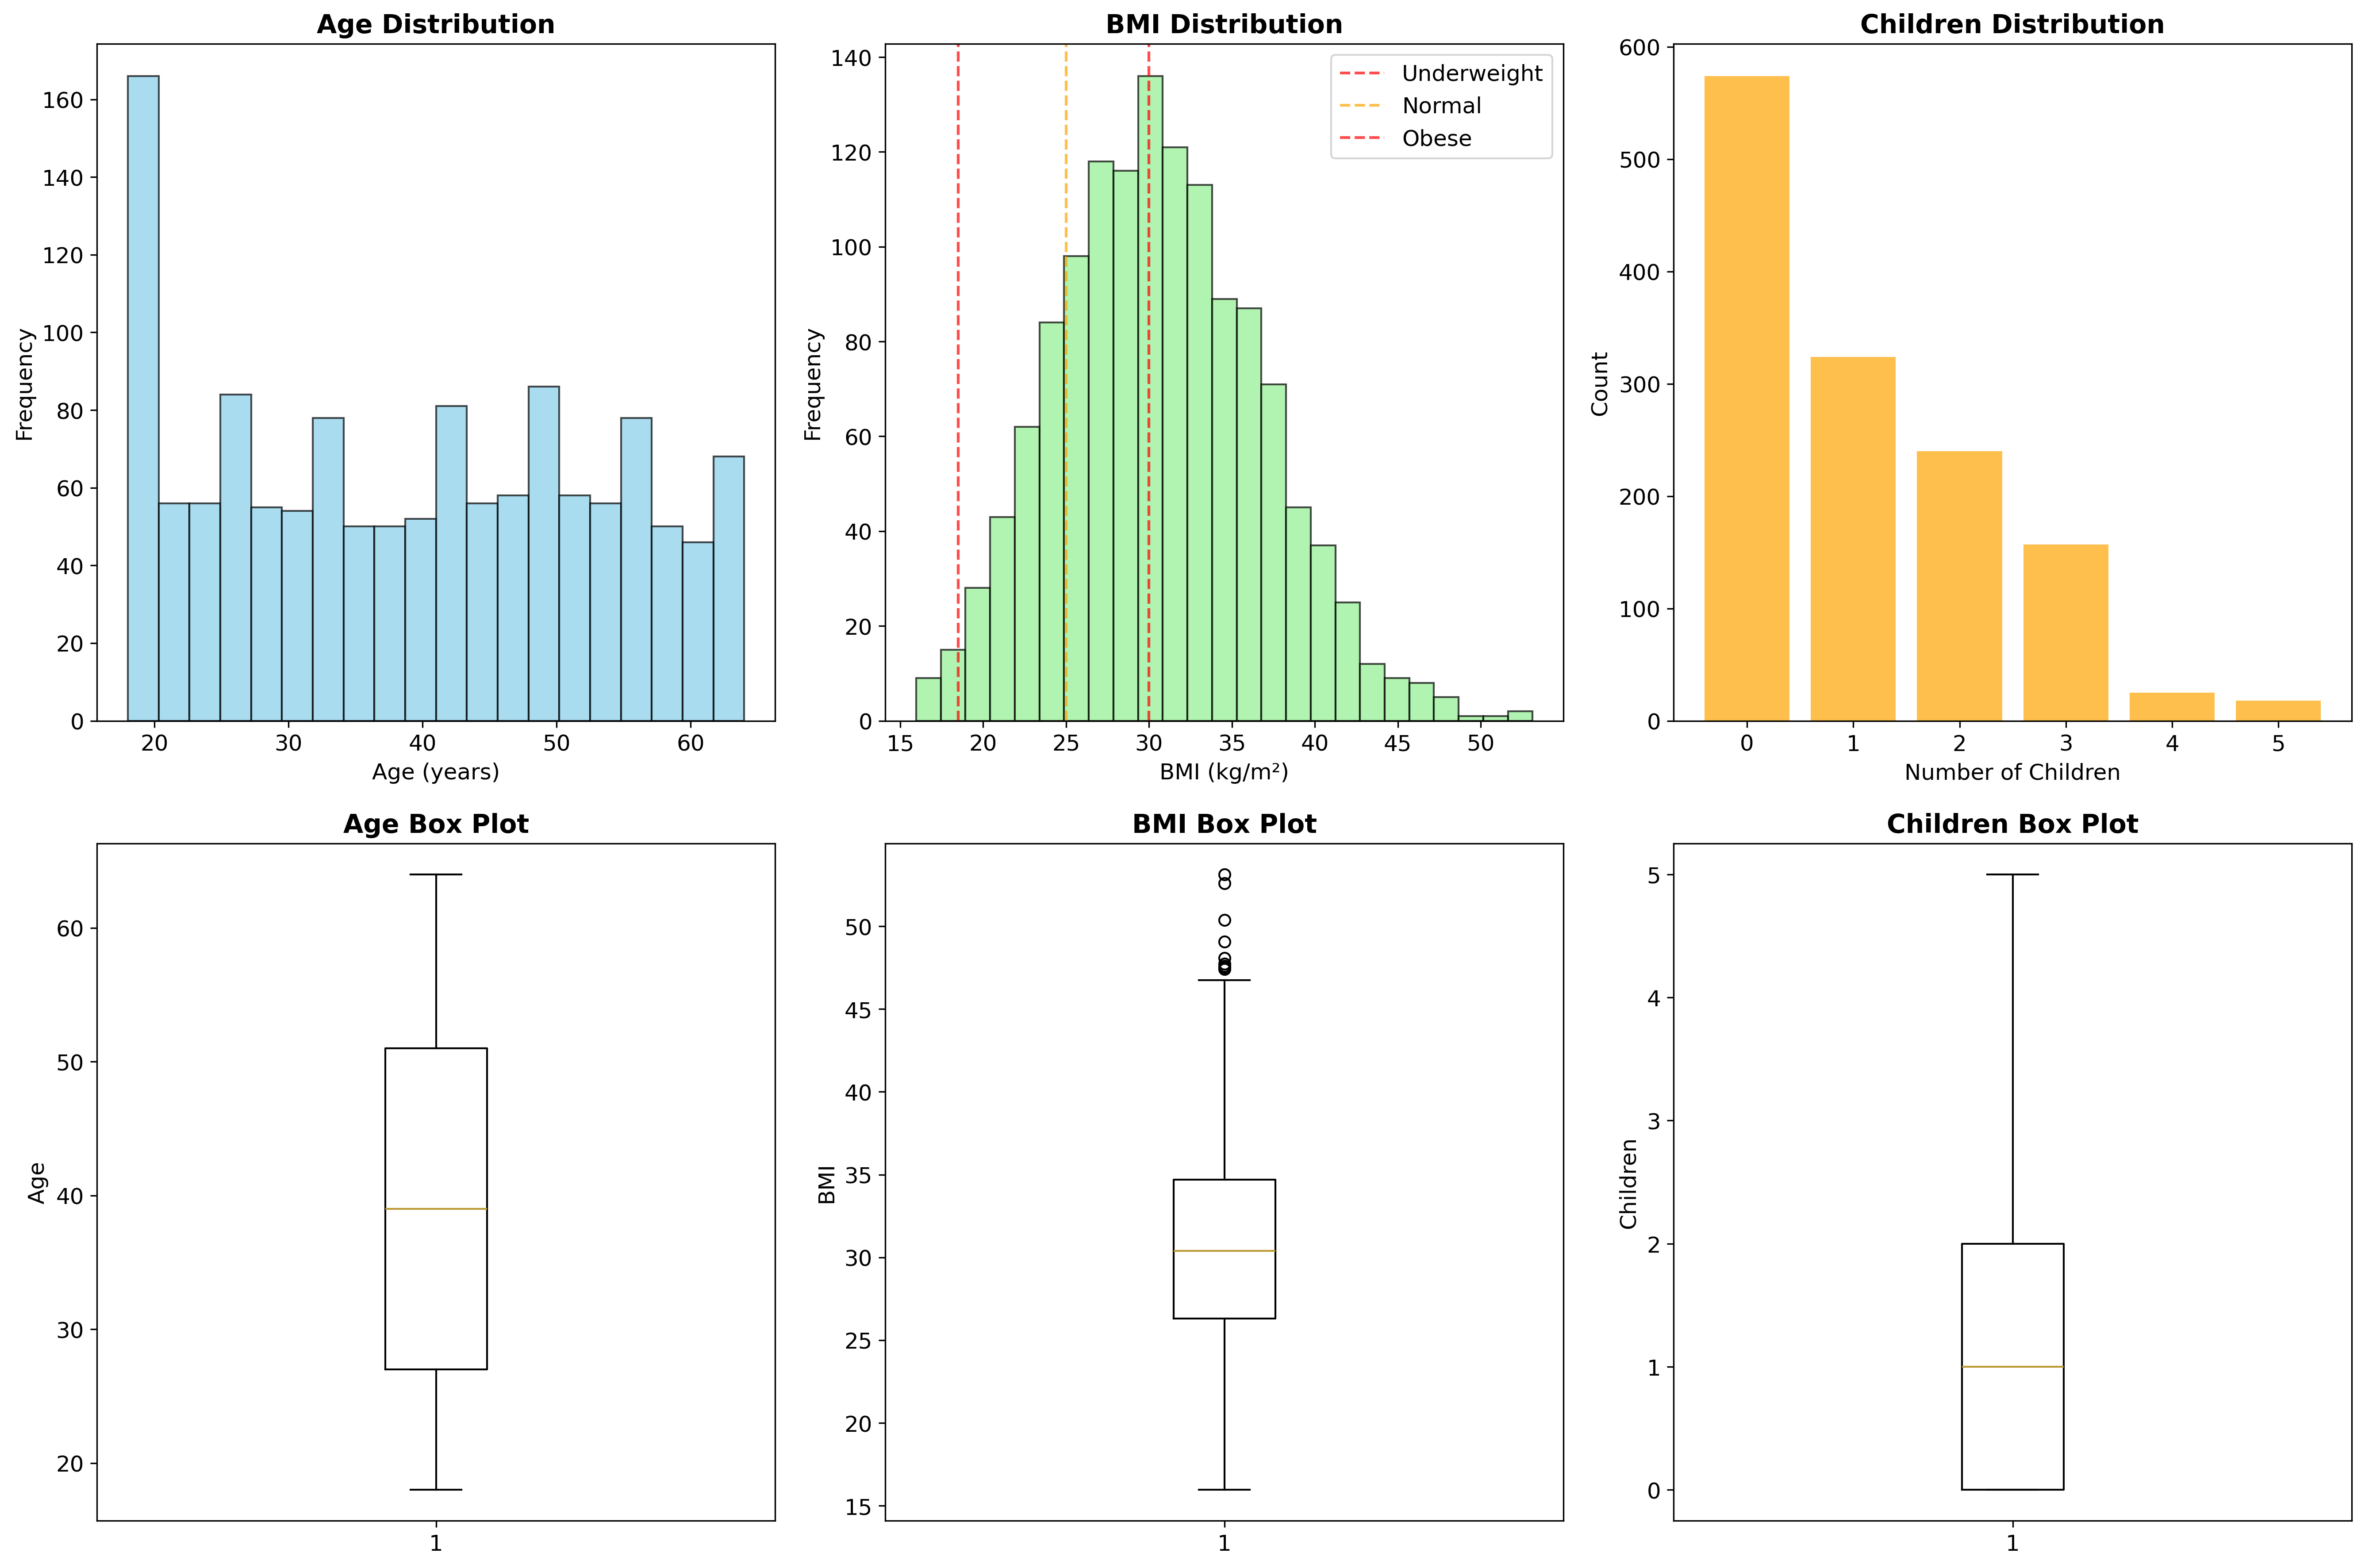 Age Distribution
Frequency
160
140
120
100
80
60
40
20
0
20 30 40 50 60
Age (years)
BMI Distribution
Underweight
Normal
Obese
Frequency
140
120
100
80
60
40
20
0
15 20 25 30 35 40 45 50
BMI (kg/m²)
Children Distribution
Count
600
500
400
300
200
100
0
0 1 2 3 4 5
Number of Children
Age Box Plot
Age
60
50
40
30
20
1
BMI Box Plot
BMI
50
45
40
35
30
25
20
15
1
Children Box Plot
Children
5
4
3
2
1
0
1